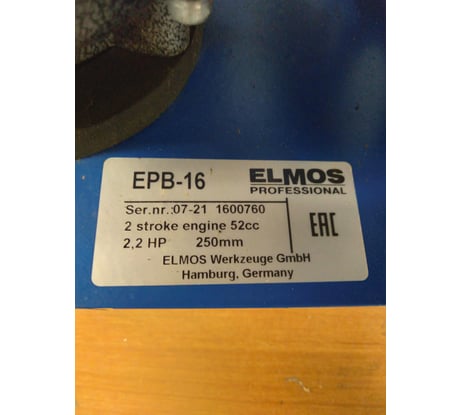 EPB-16
ELMOS
PROFESSIONAL
Ser.nr.:07-21 1600760
2 stroke engine 52cc
2,2 HP 250mm
EAC
ELMOS Werkzeuge GmbH
Hamburg, Germany